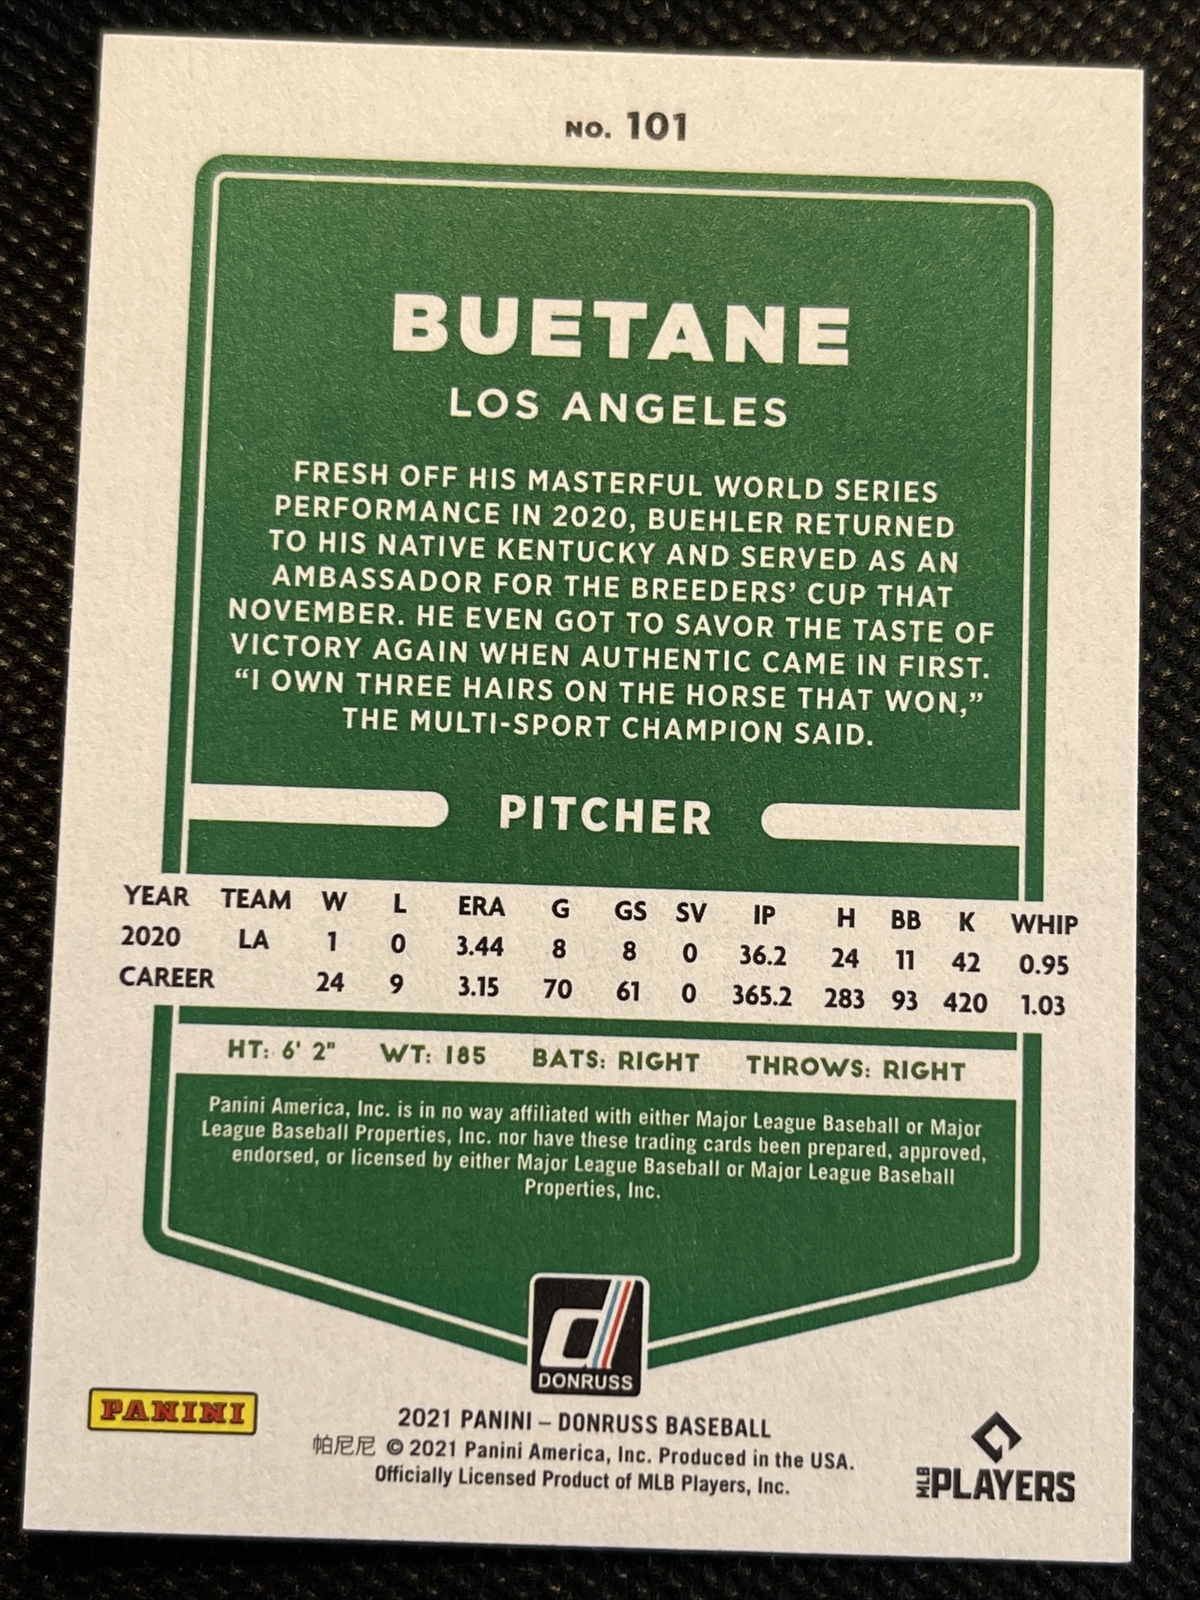 NO. 101
BUETANE
LOS ANGELES
FRESH OFF HIS MASTERFUL WORLD SERIES
PERFORMANCE IN 2020, BUEHLER RETURNED
TO HIS NATIVE KENTUCKY AND SERVED AS AN
AMBASSADOR FOR THE BREEDERS' CUP THAT
NOVEMBER. HE EVEN GOT TO SAVOR THE TASTE OF
VICTORY AGAIN WHEN AUTHENTIC CAME IN FIRST.
“I OWN THREE HAIRS ON THE HORSE THAT WON,”
THE MULTI-SPORT CHAMPION SAID.
PITCHER
YEAR TEAM W L ERA G GS SV IP H BB K WHIP
2020 LA 1 0 3.44 8 8 0 36.2 24 11 42 0.95
CAREER 24 9 3.15 70 61 0 365.2 283 93 420 1.03
HT: 6' 2" WT: 185 BATS: RIGHT THROWS: RIGHT
Panini America, Inc. is in no way affiliated with either Major League Baseball or Major
League Baseball Properties, Inc. nor have these trading cards been prepared, approved,
endorsed, or licensed by either Major League Baseball or Major League Baseball
Properties, Inc.
d
DONRUSS
PANINI
2021 PANINI – DONRUSS BASEBALL
帕尼尼 © 2021 Panini America, Inc. Produced in the USA.
Officially Licensed Product of MLB Players, Inc.
MLB PLAYERS